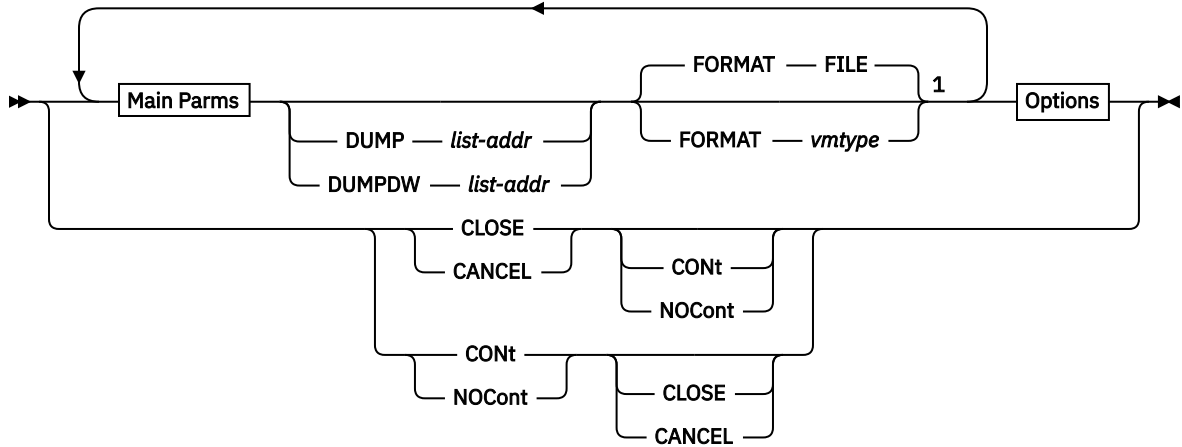 FORMAT FILE
1
Main Parms
Options
DUMP list-addr
FORMAT vmtype
DUMPDW list-addr
CLOSE
CANCEL
CONt
NOCont
CONt
NOCont
CLOSE
CANCEL